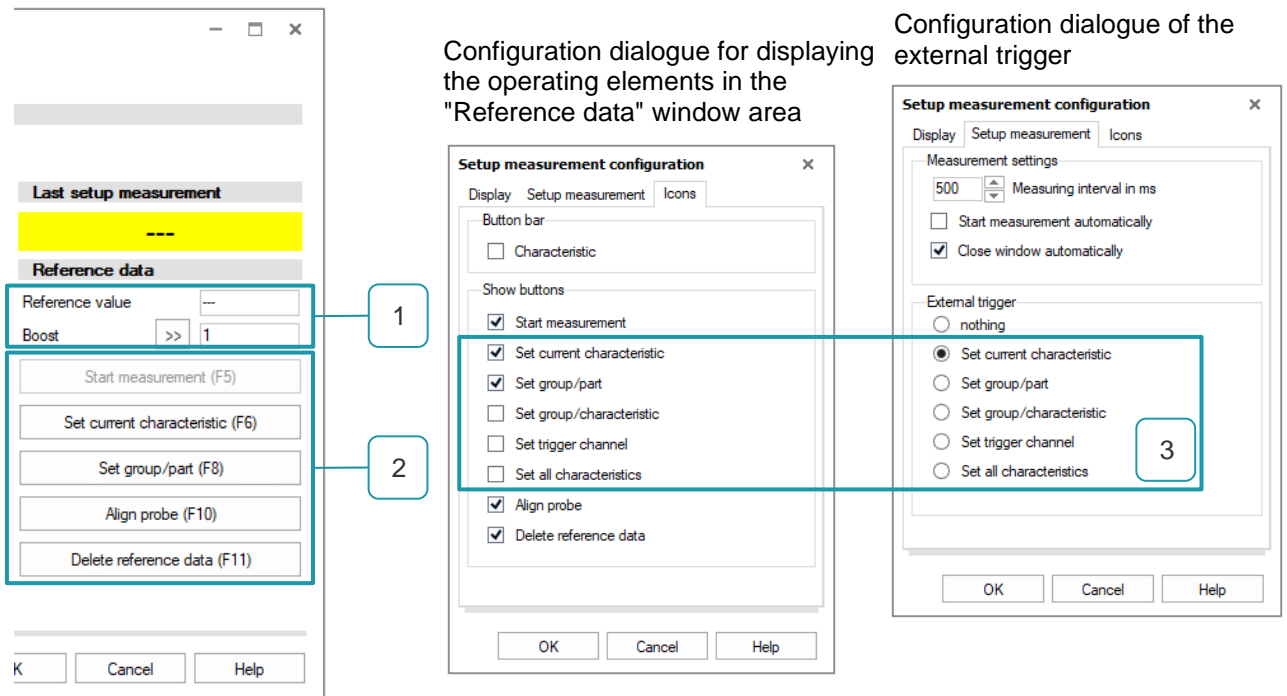 Last setup measurement
---
Reference data
Reference value
---
Boost >> 1
Start measurement (F5)
Set current characteristic (F6)
Set group/part (F8)
Align probe (F10)
Delete reference data (F11)
K Cancel Help
1
2
Configuration dialogue for displaying
the operating elements in the
"Reference data" window area
Setup measurement configuration
Display Setup measurement Icons
Button bar
Characteristic
Show buttons
Start measurement
Set current characteristic
Set group/part
Set group/characteristic
Set trigger channel
Set all characteristics
Align probe
Delete reference data
OK Cancel Help
Configuration dialogue of the
external trigger
Setup measurement configuration
Display Setup measurement Icons
Measurement settings
500 Measuring interval in ms
Start measurement automatically
Close window automatically
External trigger
nothing
Set current characteristic
Set group/part
Set group/characteristic
Set trigger channel
Set all characteristics
3
OK Cancel Help